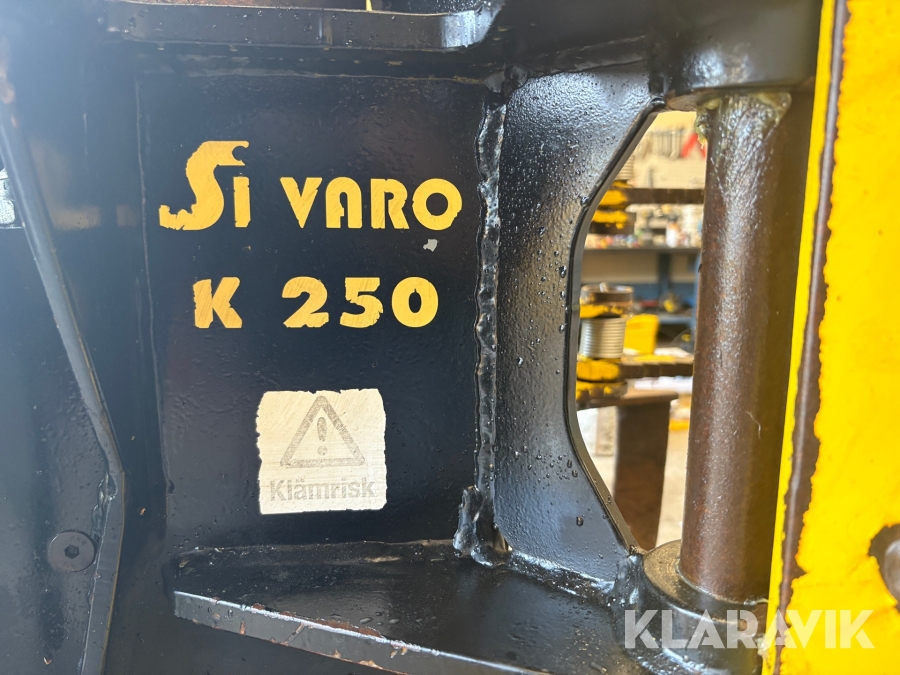 Si VARO
K 250
Klämrisk
KLARAVIK